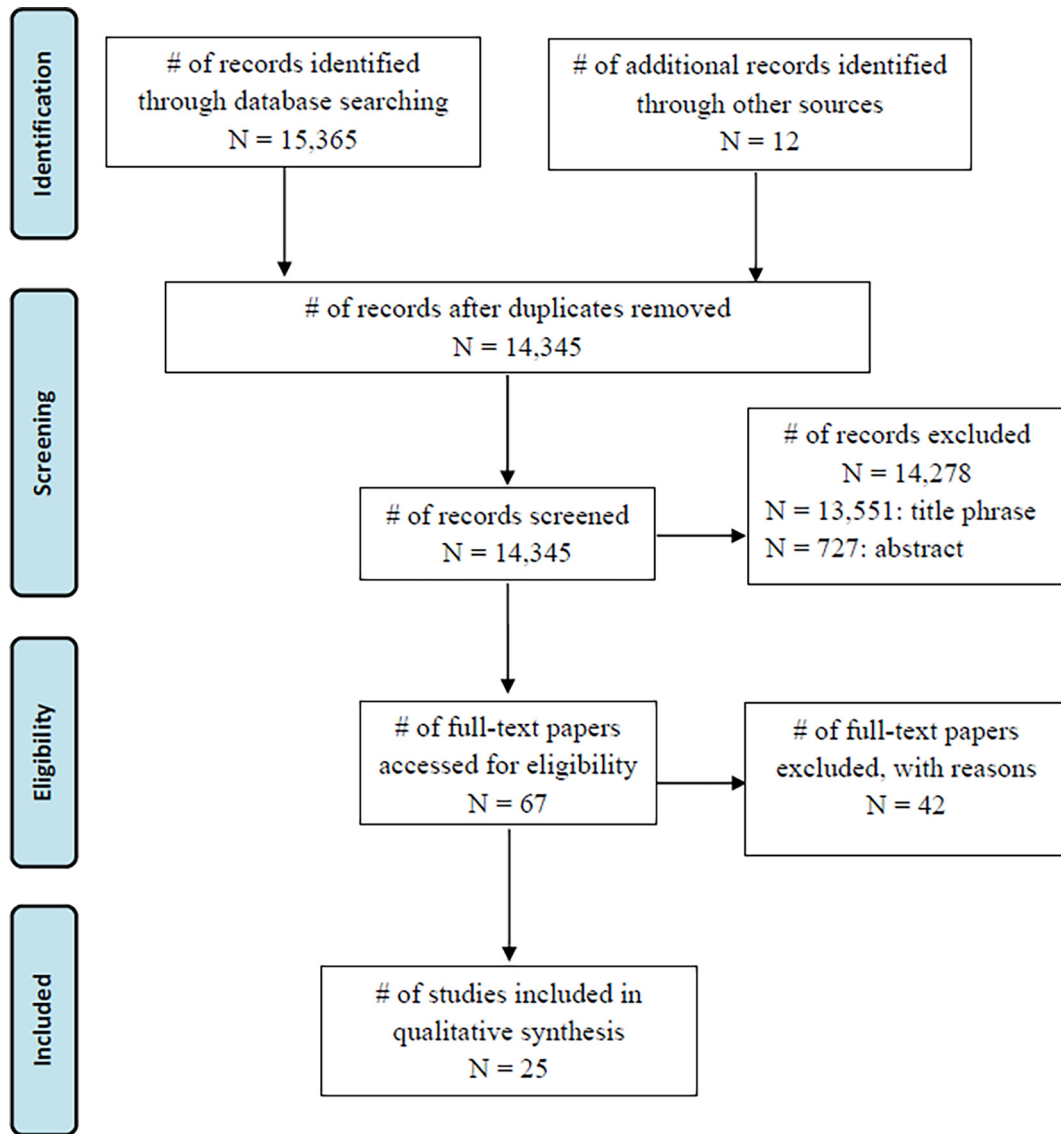 Identification
# of records identified
through database searching
N = 15,365
# of additional records identified
through other sources
N = 12
Screening
# of records after duplicates removed
N = 14,345
# of records screened
N = 14,345
# of records excluded
N = 14,278
N = 13,551: title phrase
N = 727: abstract
Eligibility
# of full-text papers
accessed for eligibility
N = 67
# of full-text papers
excluded, with reasons
N = 42
Included
# of studies included in
qualitative synthesis
N = 25